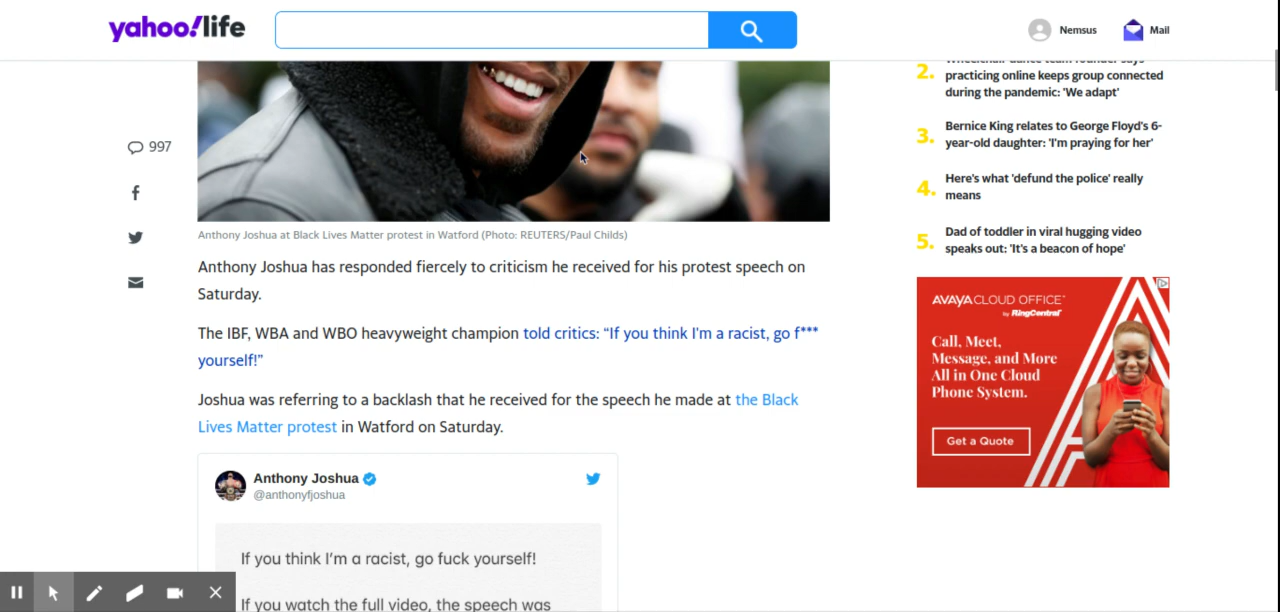 yahoo!life
Nemsus
Mail
997
Anthony Joshua at Black Lives Matter protest in Watford (Photo: REUTERS/Paul Childs)
Anthony Joshua has responded fiercely to criticism he received for his protest speech on
Saturday.
The IBF, WBA and WBO heavyweight champion told critics: “If you think I'm a racist, go f***
yourself!”
Joshua was referring to a backlash that he received for the speech he made at the Black
Lives Matter protest in Watford on Saturday.
Anthony Joshua
@anthonyfjoshua
If you think I’m a racist, go fuck yourself!
If you watch the full video, the speech was
2.
Wheelchair dance team founder says
practicing online keeps group connected
during the pandemic: 'We adapt'
3.
Bernice King relates to George Floyd's 6-
year-old daughter: 'I'm praying for her'
4.
Here's what 'defund the police' really
means
5.
Dad of toddler in viral hugging video
speaks out: 'It's a beacon of hope'
AVAYA CLOUD OFFICE™
by RingCentral®
Call, Meet,
Message, and More
All in One Cloud
Phone System.
Get a Quote